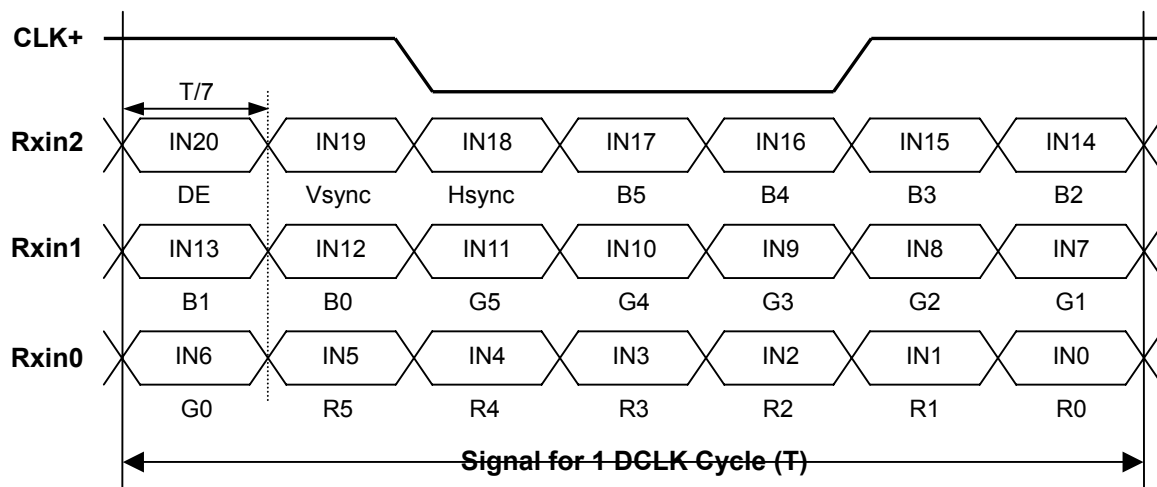 CLK+
T/7
Rxin2 IN20 IN19 IN18 IN17 IN16 IN15 IN14
DE Vsync Hsync B5 B4 B3 B2
Rxin1 IN13 IN12 IN11 IN10 IN9 IN8 IN7
B1 B0 G5 G4 G3 G2 G1
Rxin0 IN6 IN5 IN4 IN3 IN2 IN1 IN0
G0 R5 R4 R3 R2 R1 R0
Signal for 1 DCLK Cycle (T)